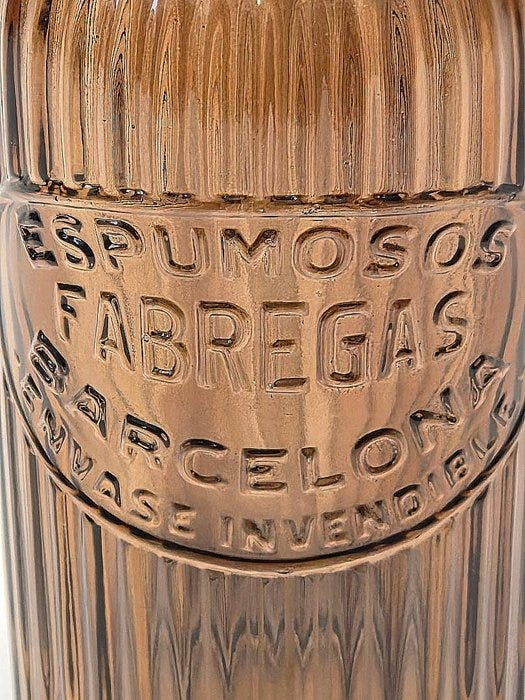 ESPUMOSOS
FABREGAS
BARCELONA
ENVASE INVENDIBLE